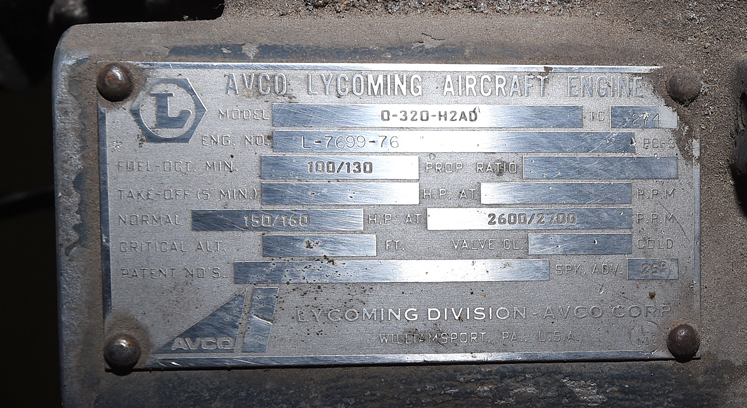 AVCO LYCOMING AIRCRAFT ENGINE
L
MODEL O-320-H2AD TC 274
ENG. NO. L-7699-76
FUEL-OCT. MIN. 100/130 PROP. RATIO
TAKE-OFF (5 MIN.) H.P. AT R.P.M.
NORMAL 150/160 H.P. AT 2600/2700 R.P.M.
CRITICAL ALT. FT. VALVE CL. COLD
PATENT NO'S. SPK. ADV. 25°
LYCOMING DIVISION - AVCO CORP.
AVCO WILLIAMSPORT, PA., U.S.A.